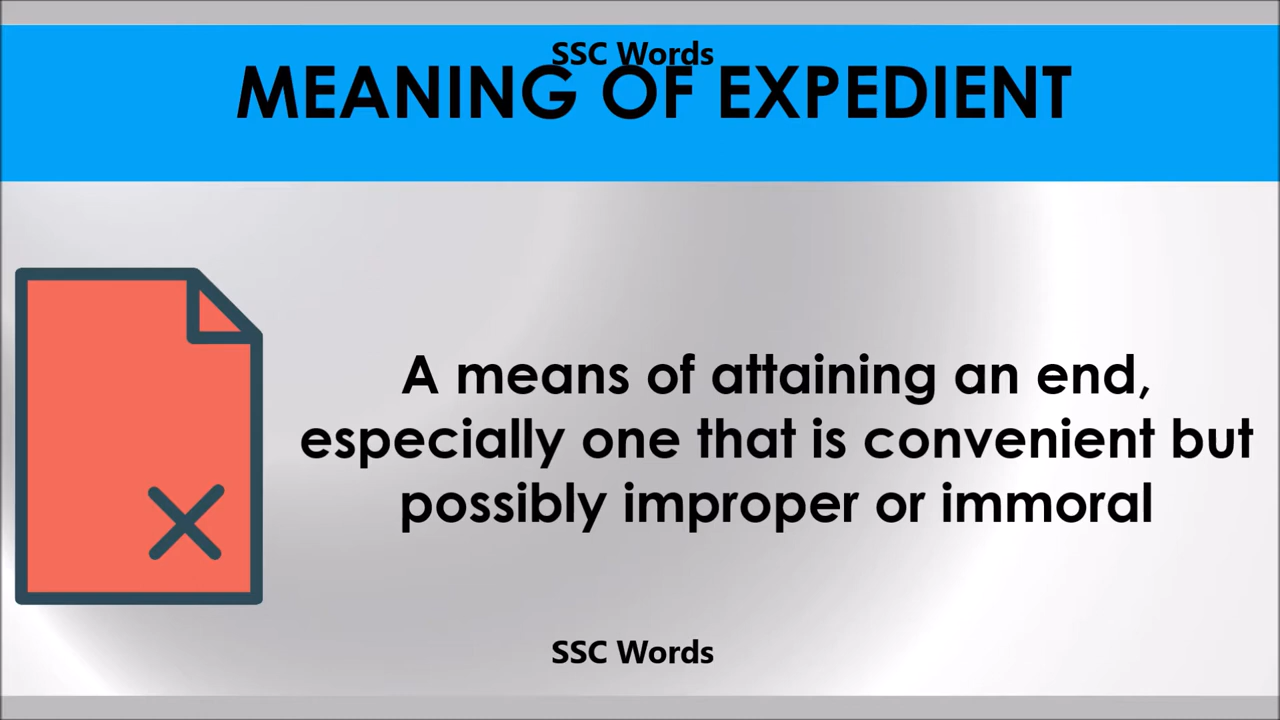 SSC Words
MEANING OF EXPEDIENT
A means of attaining an end,
especially one that is convenient but
possibly improper or immoral
SSC Words